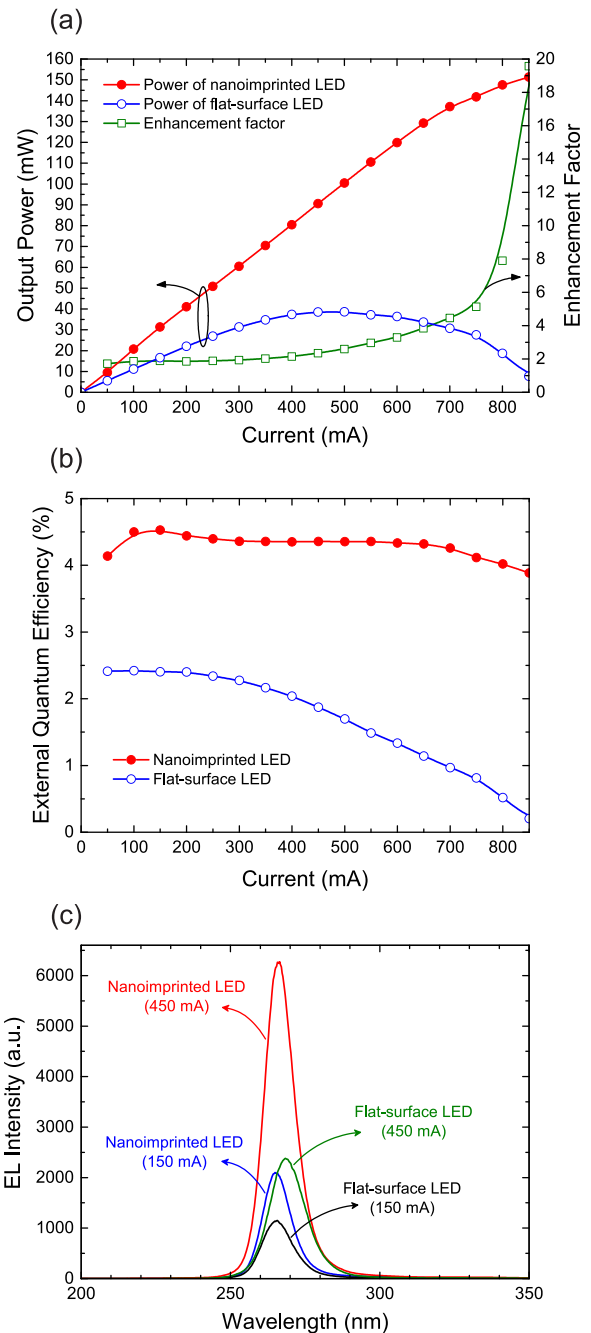 (a)
160
150
140
130
120
110
100
90
80
70
60
50
40
30
20
10
0
Output Power (mW)
Power of nanoimprinted LED
Power of flat-surface LED
Enhancement factor
20
18
16
14
12
10
8
6
4
2
0
Enhancement Factor
0 100 200 300 400 500 600 700 800
Current (mA)
(b)
5
4
3
2
1
0
External Quantum Efficiency (%)
Nanoimprinted LED
Flat-surface LED
0 100 200 300 400 500 600 700 800
Current (mA)
(c)
6000
5000
4000
3000
2000
1000
0
EL Intensity (a.u.)
Nanoimprinted LED
(450 mA)
Flat-surface LED
(450 mA)
Nanoimprinted LED
(150 mA)
Flat-surface LED
(150 mA)
200 250 300 350
Wavelength (nm)